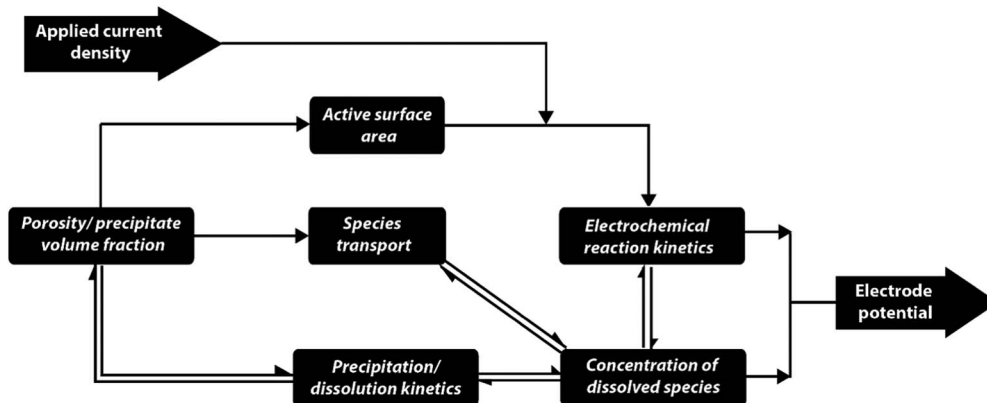 Applied current
density
Active surface
area
Porosity/ precipitate
volume fraction
Species
transport
Electrochemical
reaction kinetics
Electrode
potential
Precipitation/
dissolution kinetics
Concentration of
dissolved species